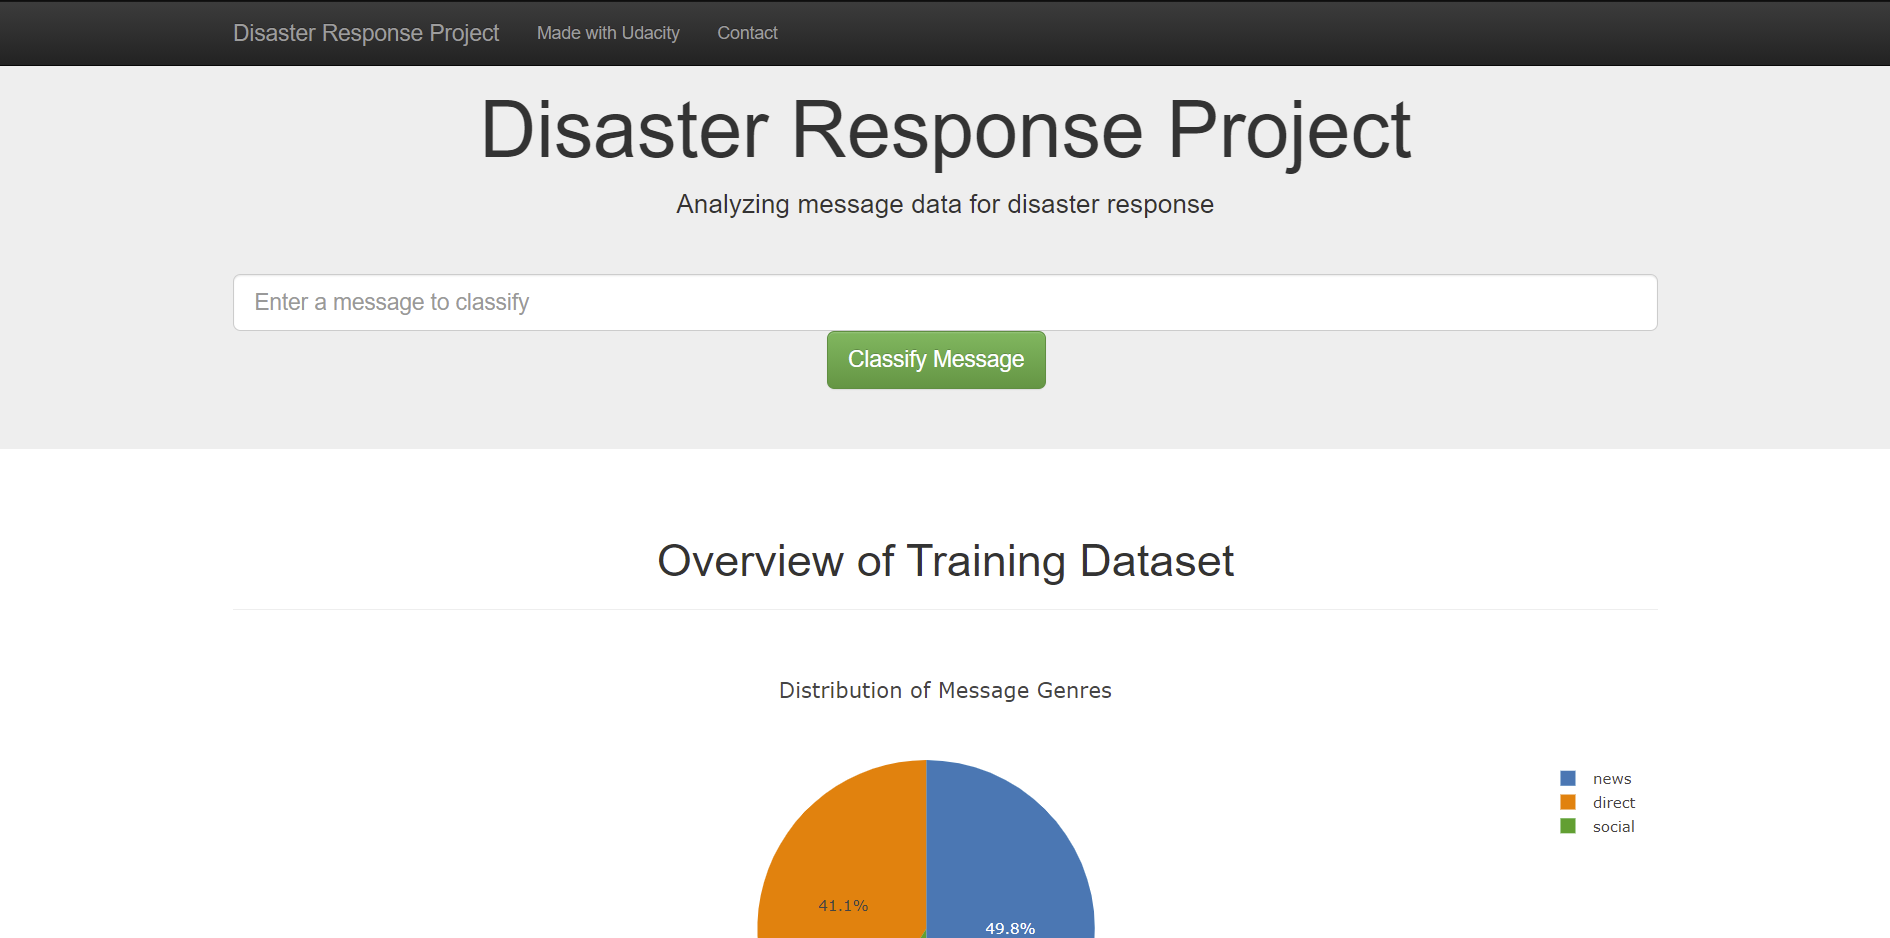 Disaster Response Project Made with Udacity Contact
Disaster Response Project
Analyzing message data for disaster response
Enter a message to classify
Classify Message
Overview of Training Dataset
Distribution of Message Genres
news
direct
social
41.1%
49.8%